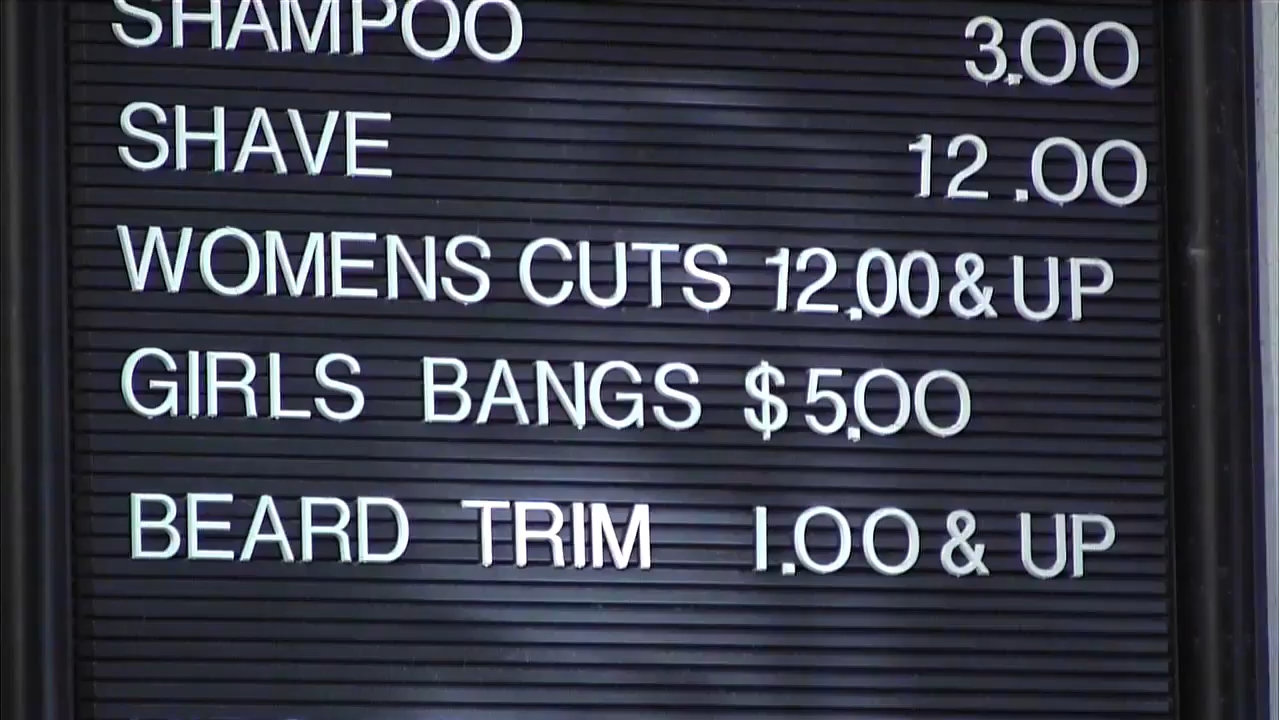 SHAMPOO 3.00
SHAVE 12.00
WOMENS CUTS 12.00 & UP
GIRLS BANGS $5.00
BEARD TRIM 1.00 & UP